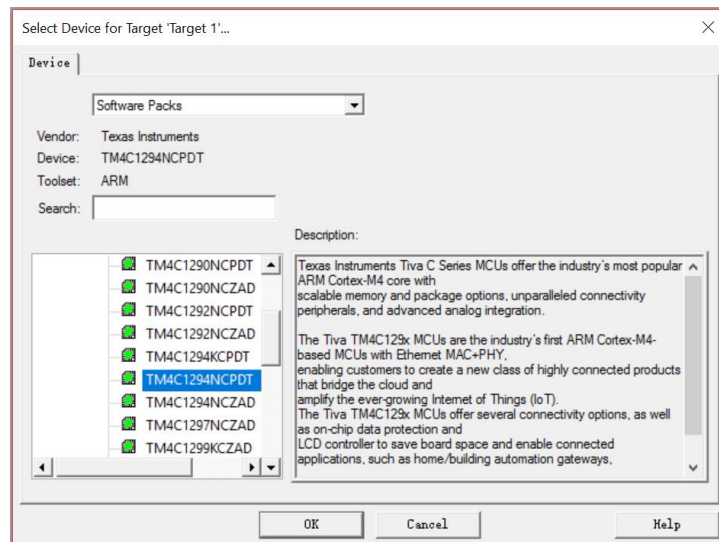 Select Device for Target 'Target 1'...
Device
Software Packs
Vendor: Texas Instruments
Device: TM4C1294NCPDT
Toolset: ARM
Search:
Description:
TM4C1290NCPDT
TM4C1290NCZAD
TM4C1292NCPDT
TM4C1292NCZAD
TM4C1294KCPDT
TM4C1294NCPDT
TM4C1294NCZAD
TM4C1297NCZAD
TM4C1299KCZAD
Texas Instruments Tiva C Series MCUs offer the industry's most popular
ARM Cortex-M4 core with
scalable memory and package options, unparalleled connectivity
peripherals, and advanced analog integration.
The Tiva TM4C129x MCUs are the industry's first ARM Cortex-M4-
based MCUs with Ethernet MAC+PHY,
enabling customers to create a new class of highly connected products
that bridge the cloud and
amplify the ever-growing Internet of Things (IoT).
The Tiva TM4C129x MCUs offer several connectivity options, as well
as on-chip data protection and
LCD controller to save board space and enable connected
applications, such as home/building automation gateways,
OK Cancel Help